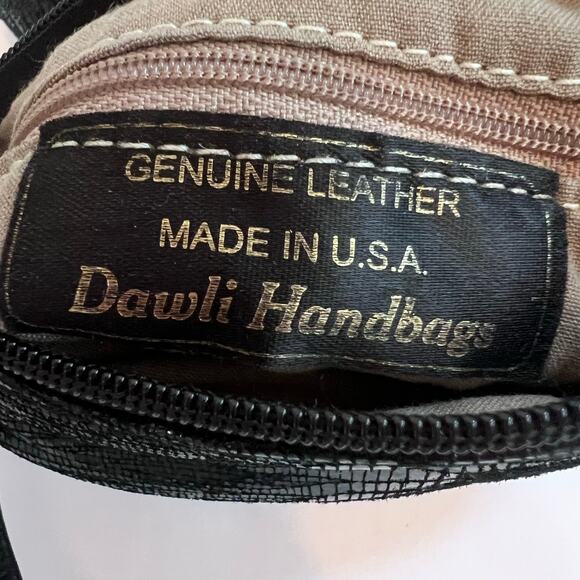 GENUINE LEATHER
MADE IN U.S.A.
Dawli Handbags